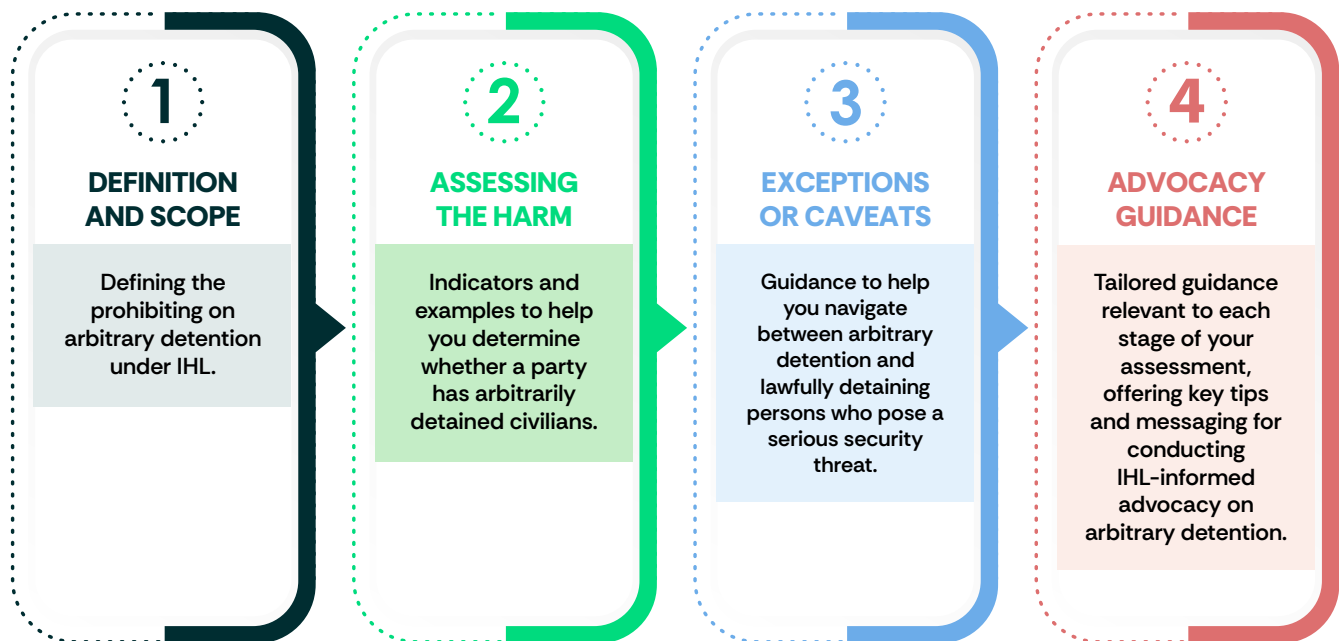 1
DEFINITION
AND SCOPE
Defining the
prohibiting on
arbitrary detention
under IHL.
2
ASSESSING
THE HARM
Indicators and
examples to help
you determine
whether a party
has arbitrarily
detained civilians.
3
EXCEPTIONS
OR CAVEATS
Guidance to help
you navigate
between arbitrary
detention and
lawfully detaining
persons who pose a
serious security
threat.
4
ADVOCACY
GUIDANCE
Tailored guidance
relevant to each
stage of your
assessment,
offering key tips
and messaging for
conducting
IHL-informed
advocacy on
arbitrary detention.